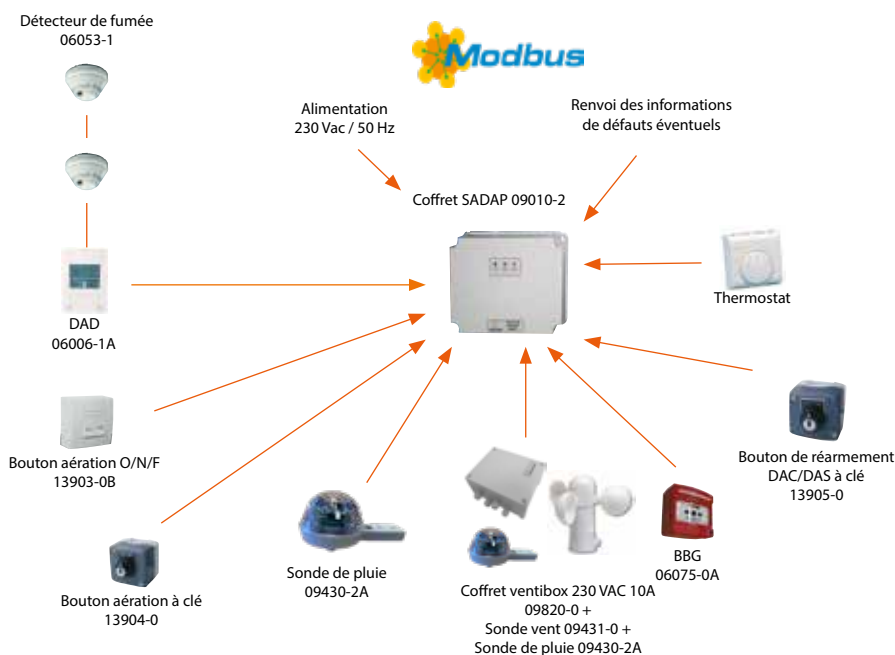 Détecteur de fumée
06053-1
Modbus
Alimentation
230 Vac / 50 Hz
Renvoi des informations
de défauts éventuels
Coffret SADAP 09010-2
Thermostat
DAD
06006-1A
Bouton aération O/N/F
13903-0B
Bouton de réarmement
DAC/DAS à clé
13905-0
Bouton aération à clé
13904-0
Sonde de pluie
09430-2A
Coffret ventibox 230 VAC 10A
09820-0 +
Sonde vent 09431-0 +
Sonde de pluie 09430-2A
BBG
06075-0A